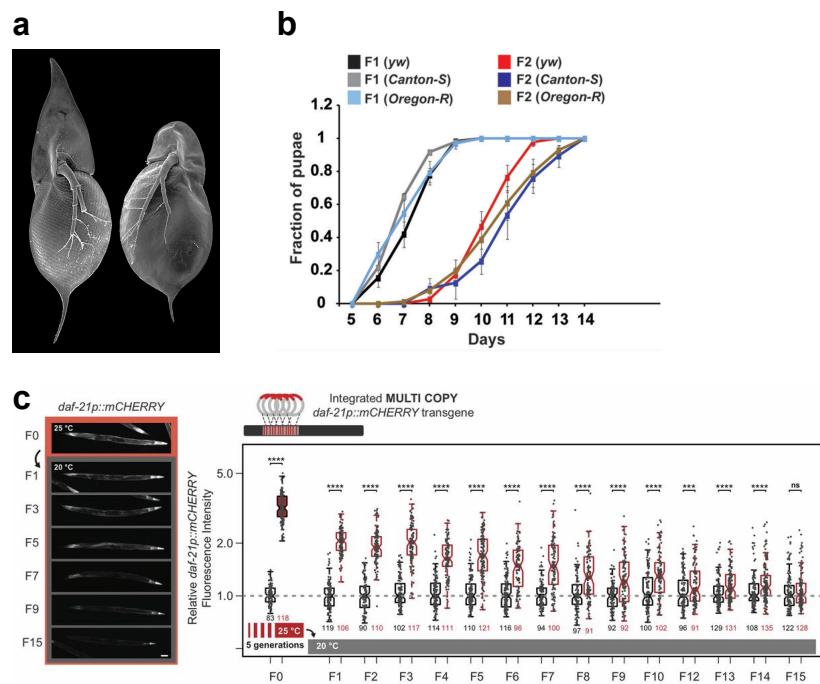 a
b
F1 (yw)
F1 (Canton-S)
F1 (Oregon-R)
F2 (yw)
F2 (Canton-S)
F2 (Oregon-R)
Fraction of pupae
1.2
1
0.8
0.6
0.4
0.2
0
5 6 7 8 9 10 11 12 13 14
Days
c
daf-21p::mCHERRY
F0
25 °C
F1
20 °C
F3
F5
F7
F9
F15
Integrated MULTI COPY
daf-21p::mCHERRY transgene
Relative daf-21p::mCHERRY
Fluorescence Intensity
5.0
2.0
1.0
**** **** **** **** **** **** **** **** **** **** **** *** **** **** ns
83 118 119 106 90 110 102 117 114 111 110 121 116 96 94 100 97 91 92 92 100 102 96 91 129 131 108 135 122 128
25 °C
5 generations
20 °C
F0 F1 F2 F3 F4 F5 F6 F7 F8 F9 F10 F12 F13 F14 F15